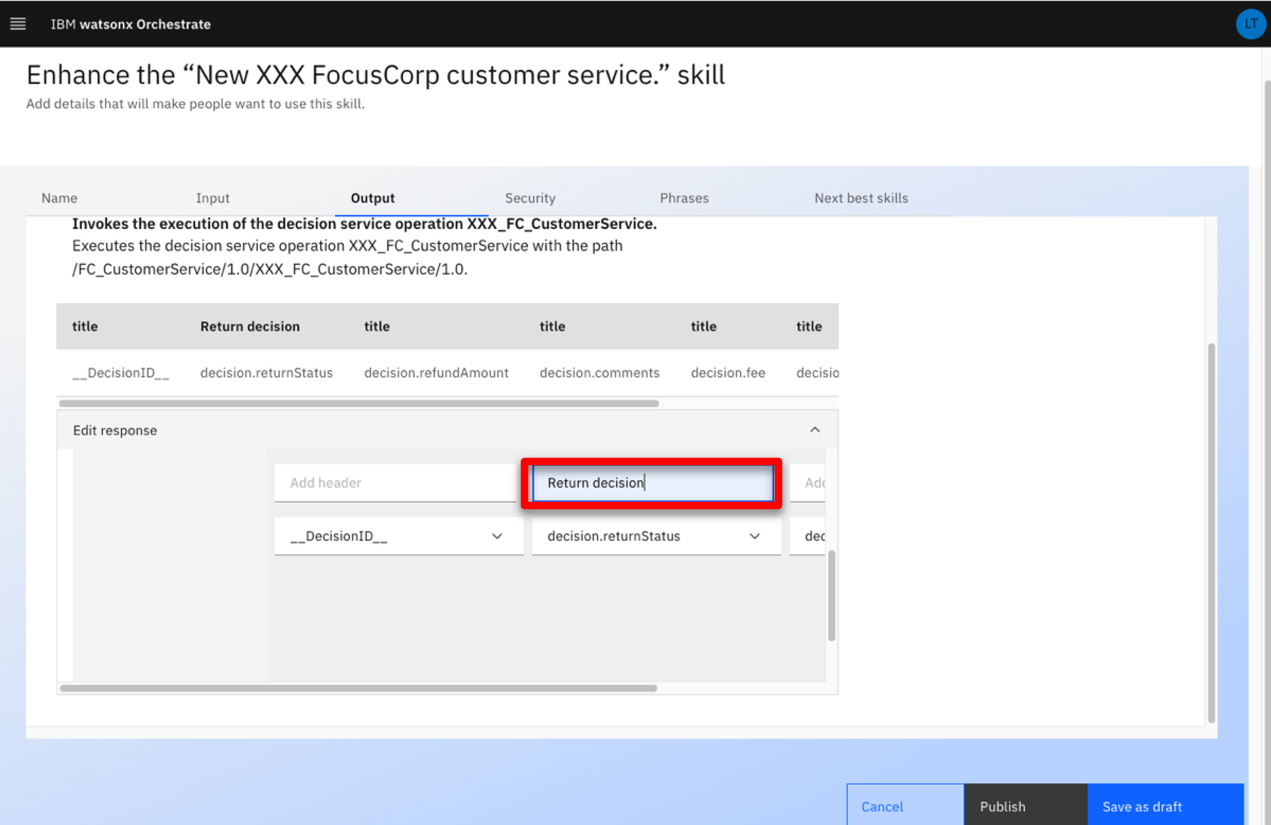 IBM watsonx Orchestrate
LT
Enhance the “New XXX FocusCorp customer service.” skill
Add details that will make people want to use this skill.
Name Input Output Security Phrases Next best skills
Invokes the execution of the decision service operation XXX_FC_CustomerService.
Executes the decision service operation XXX_FC_CustomerService with the path
/FC_CustomerService/1.0/XXX_FC_CustomerService/1.0.
title Return decision title title title title
__DecisionID__ decision.returnStatus decision.refundAmount decision.comments decision.fee decisio
Edit response
Add header Return decision Add
__DecisionID__ decision.returnStatus dec
Cancel Publish Save as draft